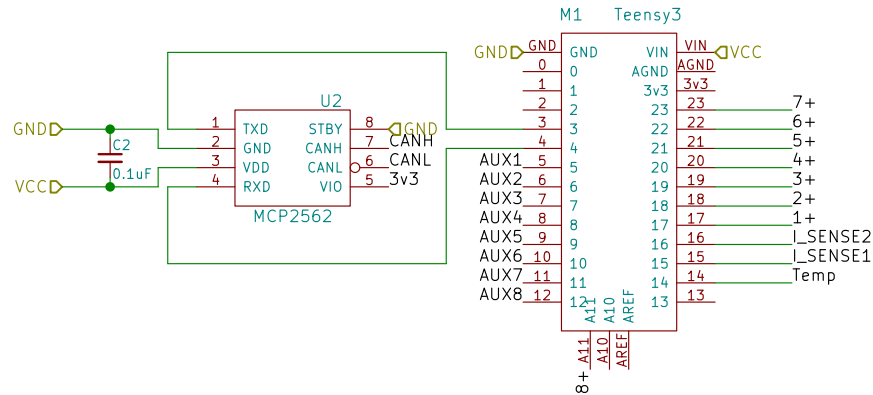 M1 Teensy3
GND GND GND VIN VIN VCC
0 0 AGND AGND
1 1 3v3 3v3
2 2 23 23 7+
3 3 22 22 6+
4 4 21 21 5+
AUX1 5 5 20 20 4+
AUX2 6 6 19 19 3+
AUX3 7 7 18 18 2+
AUX4 8 8 17 17 1+
AUX5 9 9 16 16 I_SENSE2
AUX6 10 10 15 15 I_SENSE1
AUX7 11 11 14 14 Temp
AUX8 12 12 13 13
A11 A10 AREF
A11 A10 AREF
8+
U2
GND 1 TXD STBY 8 GND
2 GND CANH 7 CANH
C2
3 VDD CANL 6 CANL
0.1uF
VCC 4 RXD VIO 5 3v3
MCP2562